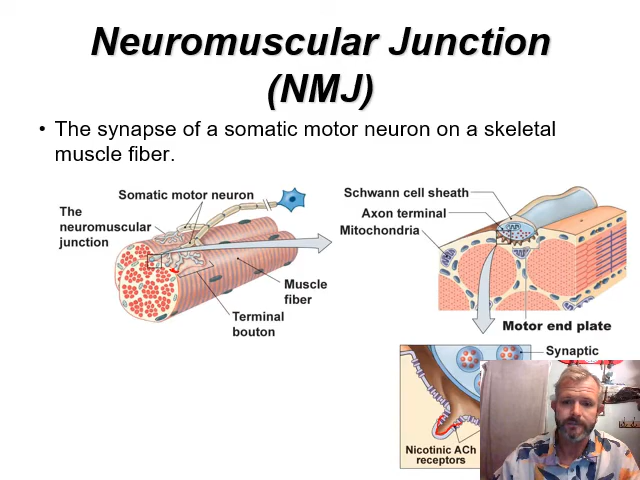 Neuromuscular Junction
(NMJ)
• The synapse of a somatic motor neuron on a skeletal
muscle fiber.
Somatic motor neuron
The
neuromuscular
junction
Muscle
fiber
Terminal
bouton
Schwann cell sheath
Axon terminal
Mitochondria
Motor end plate
Synaptic
Nicotinic ACh
receptors